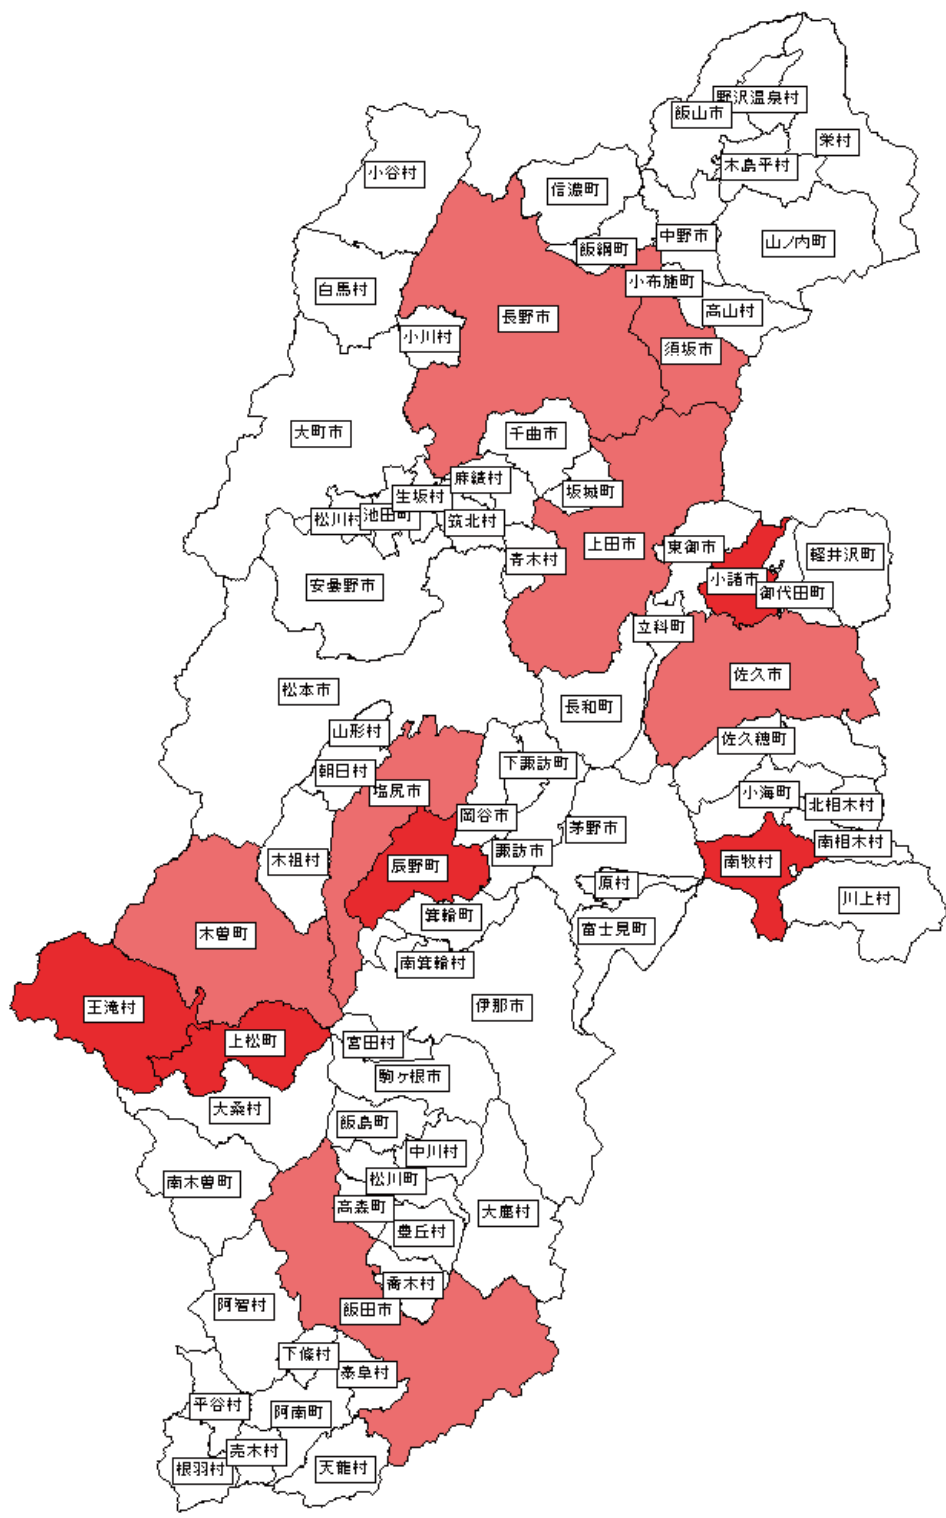 野沢温泉村
飯山市
栄村
木島平村
小谷村
信濃町
中野市
山ノ内町
飯綱町
小布施町
白馬村
高山村
長野市
小川村
須坂市
大町市
千曲市
麻績村
坂城町
生坂村
池田町
松川村
筑北村
上田市
東御市
軽井沢町
青木村
安曇野市
小諸市
御代田町
立科町
佐久市
松本市
長和町
山形村
佐久穂町
下諏訪町
朝日村
塩尻市
小海町
北相木村
岡谷市
茅野市
南相木村
諏訪市
木祖村
辰野町
南牧村
原村
川上村
箕輪町
木曽町
富士見町
南箕輪村
王滝村
伊那市
上松町
宮田村
駒ヶ根市
大桑村
飯島町
中川村
松川町
南木曽町
高森町
大鹿村
豊丘村
喬木村
阿智村
飯田市
下條村
泰阜村
平谷村
阿南町
売木村
根羽村
天龍村